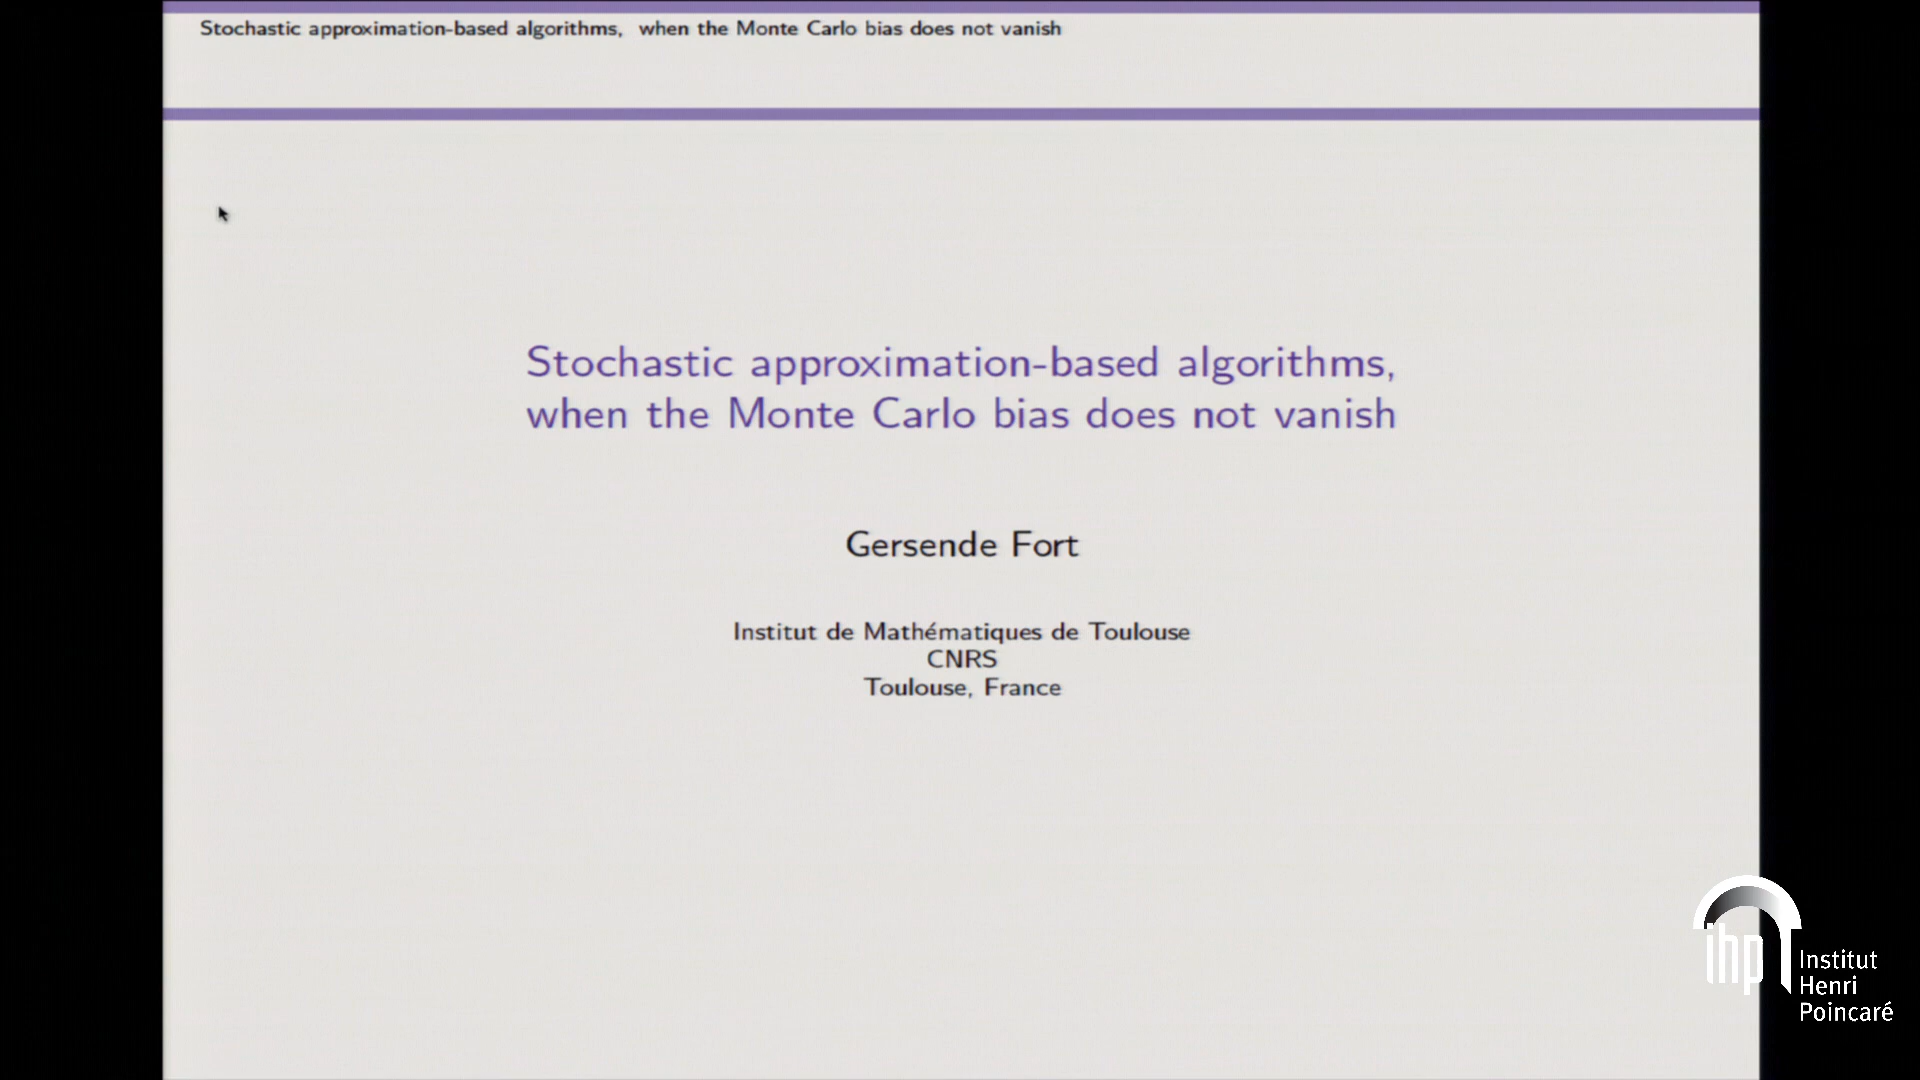 Stochastic approximation-based algorithms, when the Monte Carlo bias does not vanish
Stochastic approximation-based algorithms,
when the Monte Carlo bias does not vanish
Gersende Fort
Institut de Mathématiques de Toulouse
CNRS
Toulouse, France
ihp
Institut
Henri
Poincaré